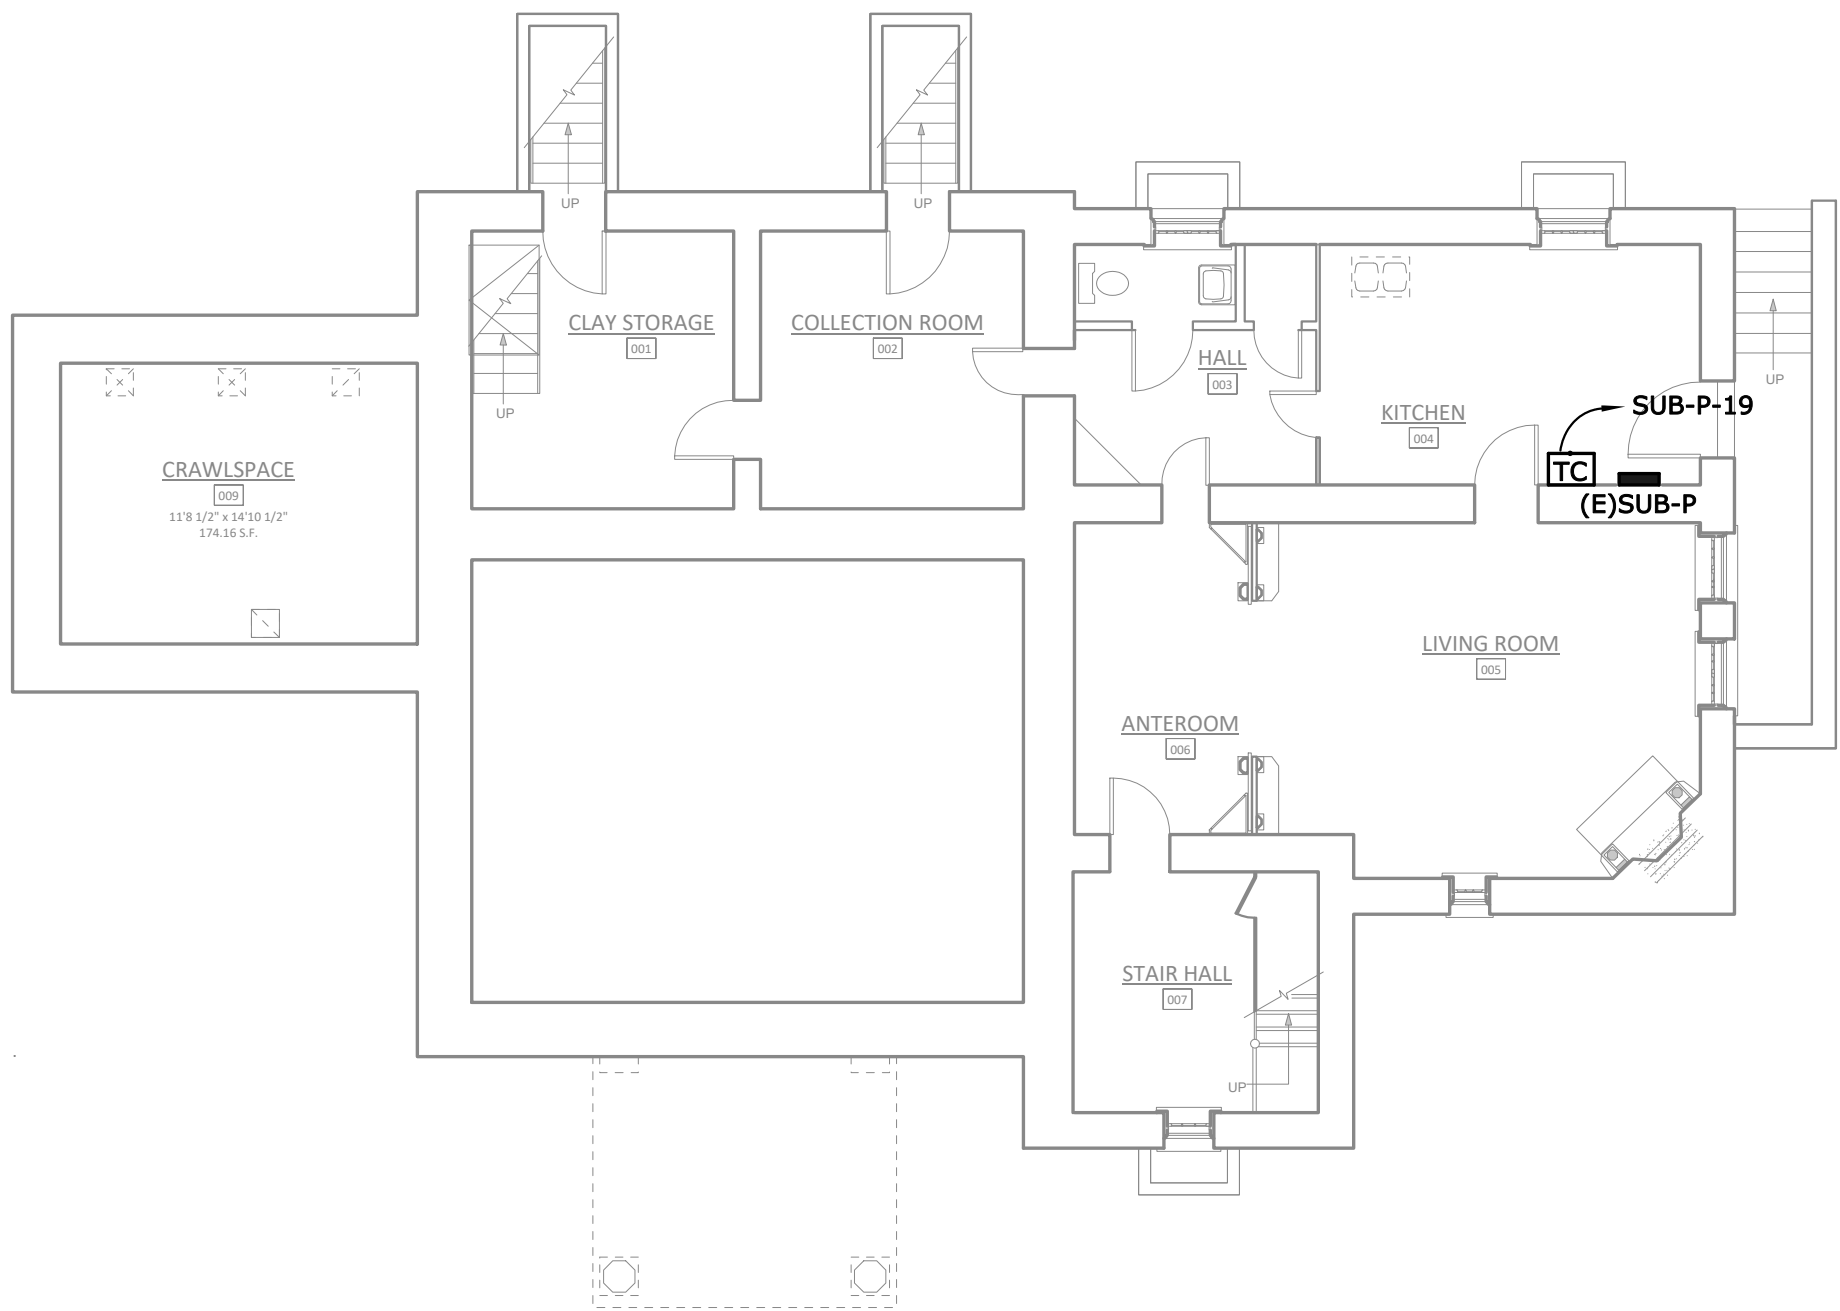 UP
UP
CLAY STORAGE
001
COLLECTION ROOM
002
HALL
003
UP
UP
KITCHEN
004
SUB-P-19
TC
(E)SUB-P
CRAWLSPACE
009
11'8 1/2" x 14'10 1/2"
174.16 S.F.
LIVING ROOM
005
ANTEROOM
006
STAIR HALL
007
UP